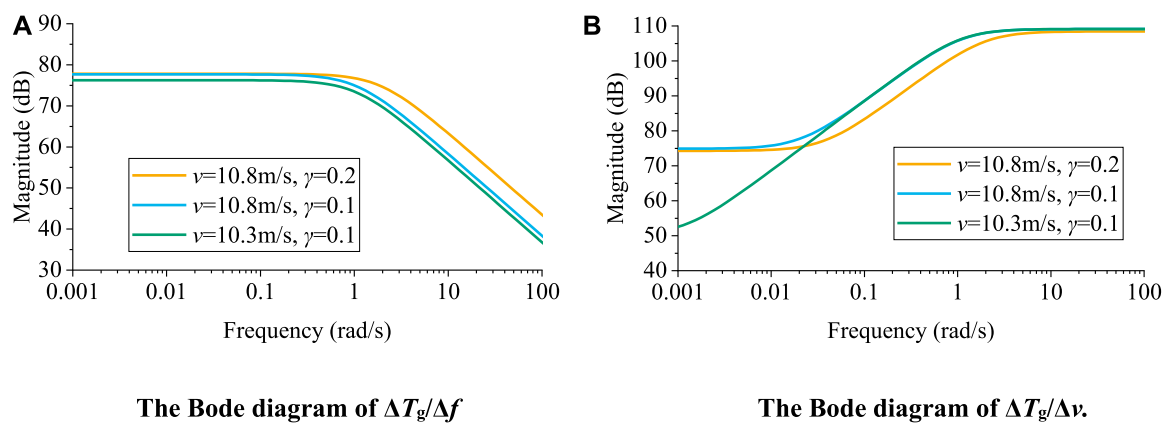 A
90
80
70
60
50
40
30
Magnitude (dB)
v=10.8m/s, γ=0.2
v=10.8m/s, γ=0.1
v=10.3m/s, γ=0.1
0.001 0.01 0.1 1 10 100
Frequency (rad/s)
The Bode diagram of ΔTg/Δf
B
110
100
90
80
70
60
50
40
Magnitude (dB)
v=10.8m/s, γ=0.2
v=10.8m/s, γ=0.1
v=10.3m/s, γ=0.1
0.001 0.01 0.1 1 10 100
Frequency (rad/s)
The Bode diagram of ΔTg/Δv.